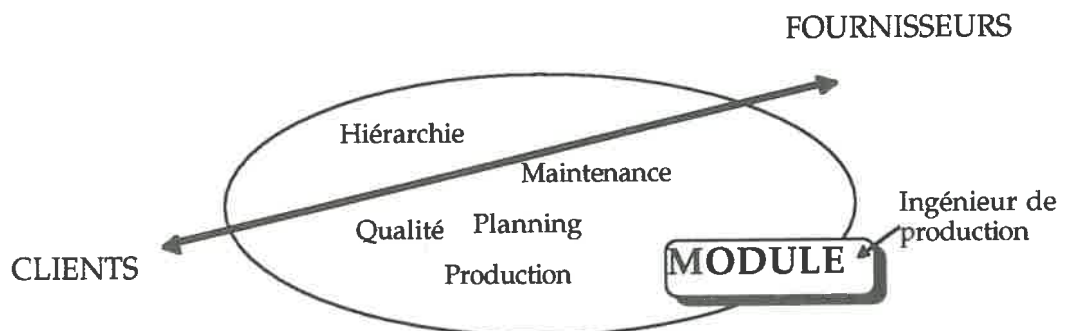 FOURNISSEURS
Hiérarchie
Maintenance
Qualité Planning
Ingénieur de
production
MODULE
CLIENTS
Production